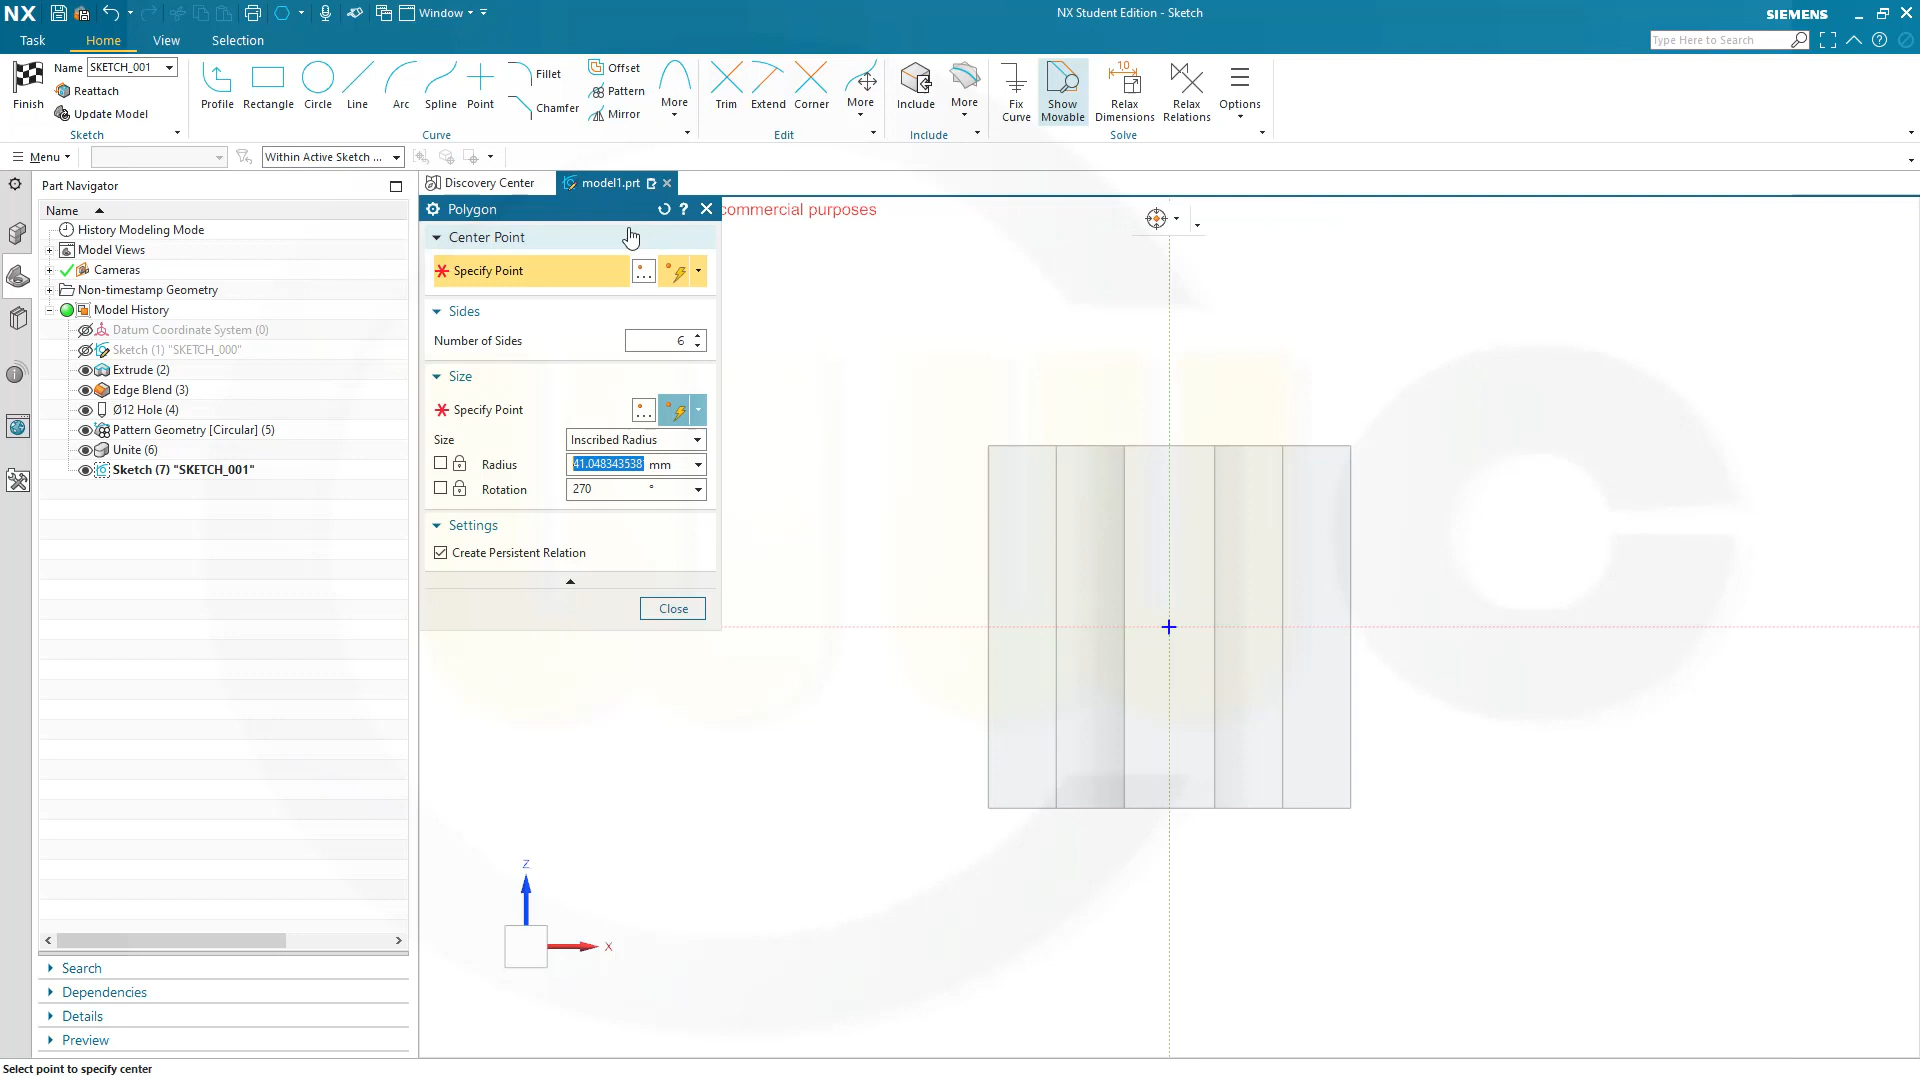 NX
Window
NX Student Edition - Sketch
SIEMENS
Task
Home
View
Selection
Type Here to Search
Finish
Name SKETCH_001
Reattach
Update Model
Sketch
Profile
Rectangle
Circle
Line
Arc
Spline
Point
Fillet
Chamfer
Offset
Pattern
Mirror
More
Curve
Trim
Extend
Corner
More
Edit
Include
More
Include
Fix Curve
Show Movable
Relax Dimensions
Relax Relations
Options
Solve
1,0
Menu
Within Active Sketch ...
Part Navigator
Discovery Center
model1.prt
Name
History Modeling Mode
Model Views
Cameras
Non-timestamp Geometry
Model History
Datum Coordinate System (0)
Sketch (1) "SKETCH_000"
Extrude (2)
Edge Blend (3)
Ø12 Hole (4)
Pattern Geometry [Circular] (5)
Unite (6)
Sketch (7) "SKETCH_001"
Search
Dependencies
Details
Preview
Polygon
commercial purposes
Center Point
Specify Point
Sides
Number of Sides 6
Size
Specify Point
Size Inscribed Radius
Radius 41.048343538 mm
Rotation 270 °
Settings
Create Persistent Relation
Close
Z
X
Select point to specify center